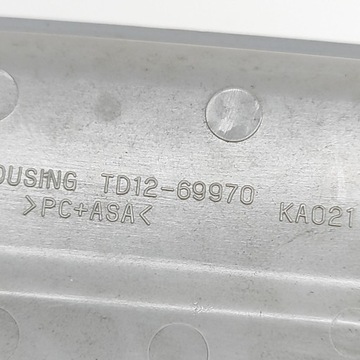 OUSING TD12-69970
>PC+ASA< KA021